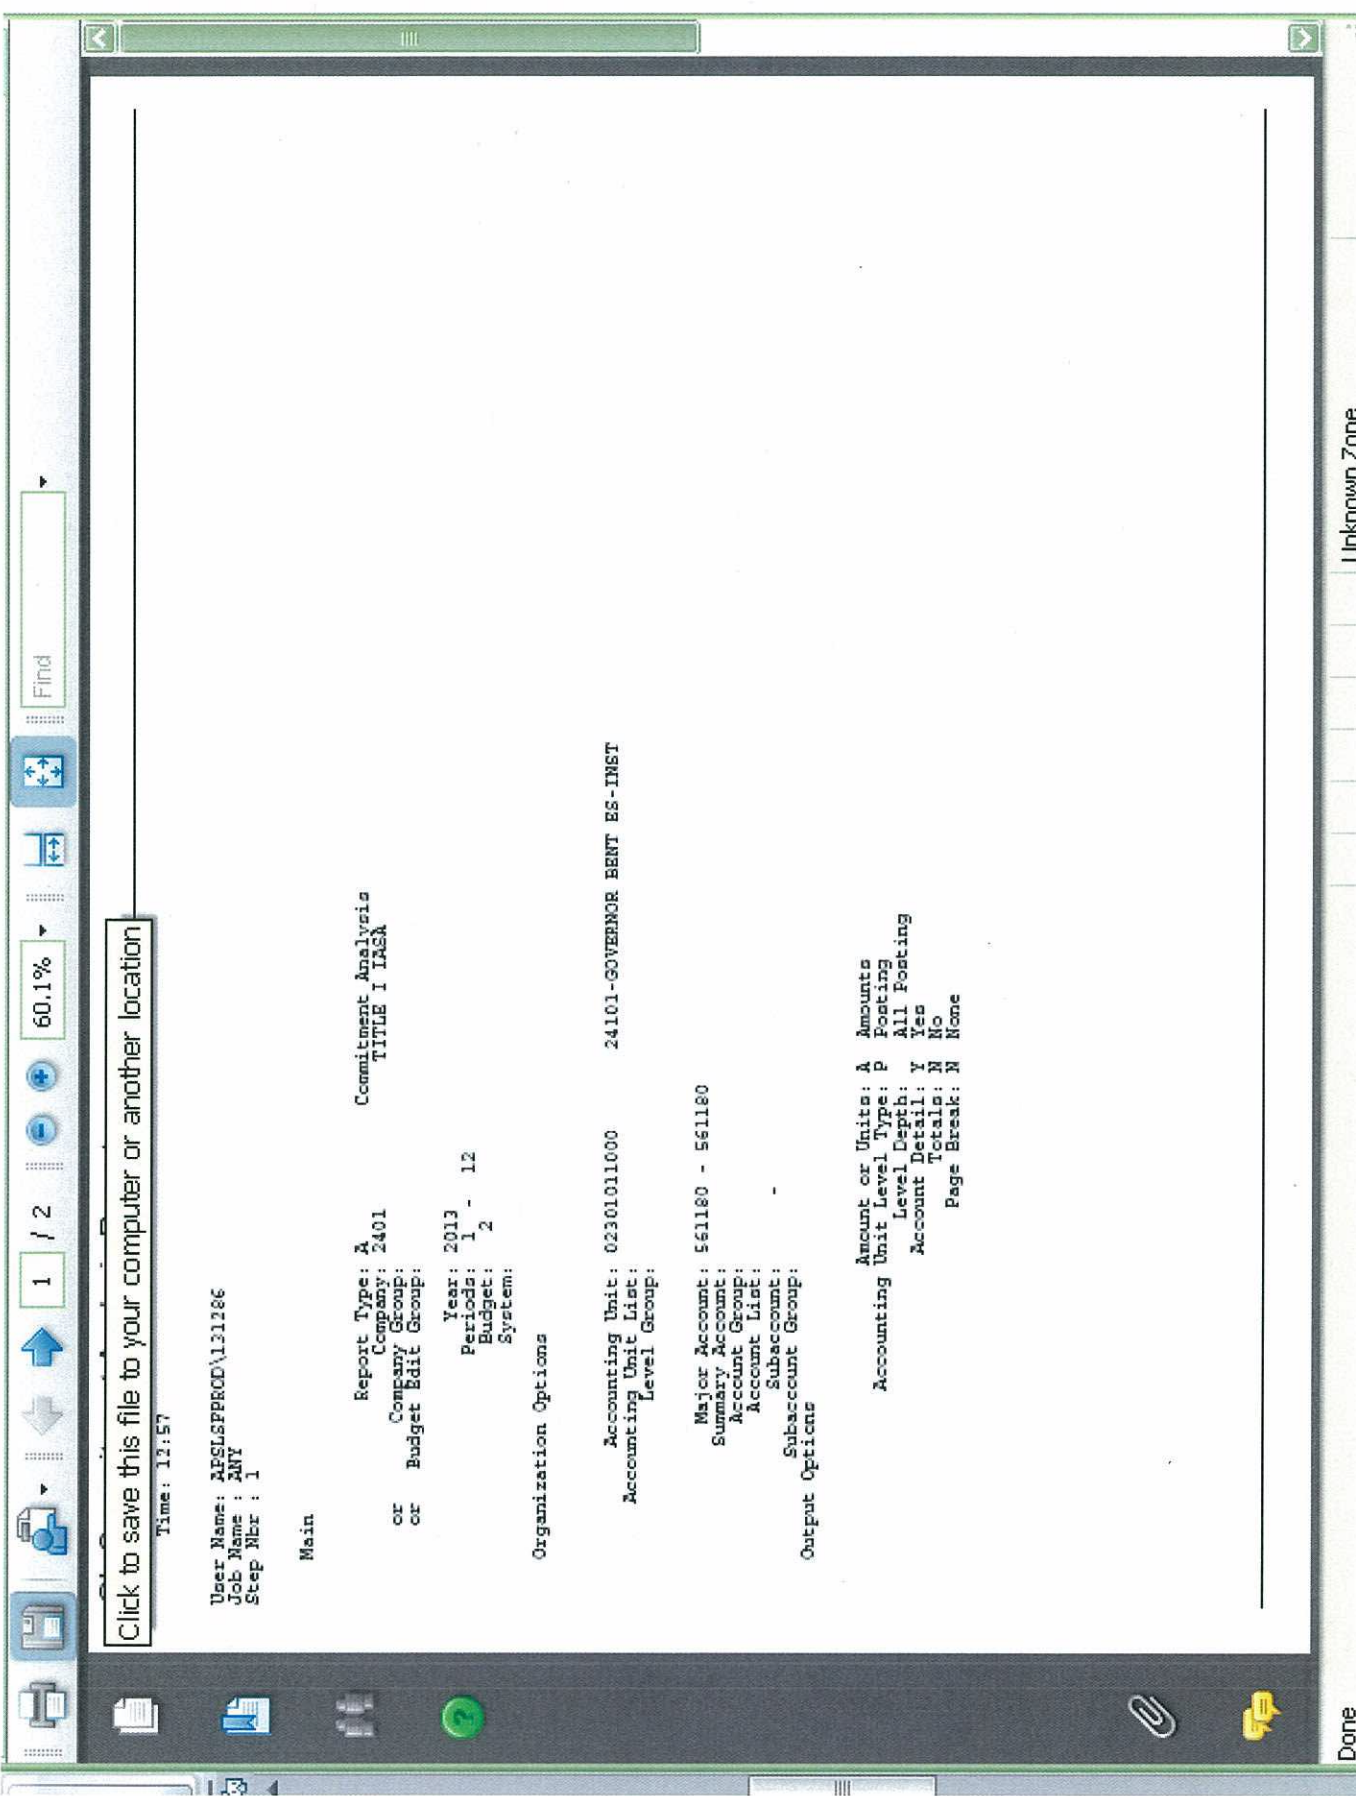 1 / 2 60.1% Find
Click to save this file to your computer or another location
Time: 12:57
User Name: APSLSPPROD\131286
Job Name : ANY
Step Nbr : 1
Main
Report Type: A Commitment Analysis
Company: 2401 TITLE I IASA
or Company Group:
or Budget Edit Group:
Year: 2013
Periods: 1 - 12
Budget: 2
System:
Organization Options
Accounting Unit: 02301011000 24101-GOVERNOR BENT ES-INST
Accounting Unit List:
Level Group:
Major Account: 561180 - 561180
Summary Account:
Account Group:
Account List:
Subaccount: -
Subaccount Group:
Output Options
Amount or Units: A Amounts
Accounting Unit Level Type: P Posting
Level Depth: All Posting
Account Detail: Y Yes
Totals: N No
Page Break: N None
Done Unknown Zone